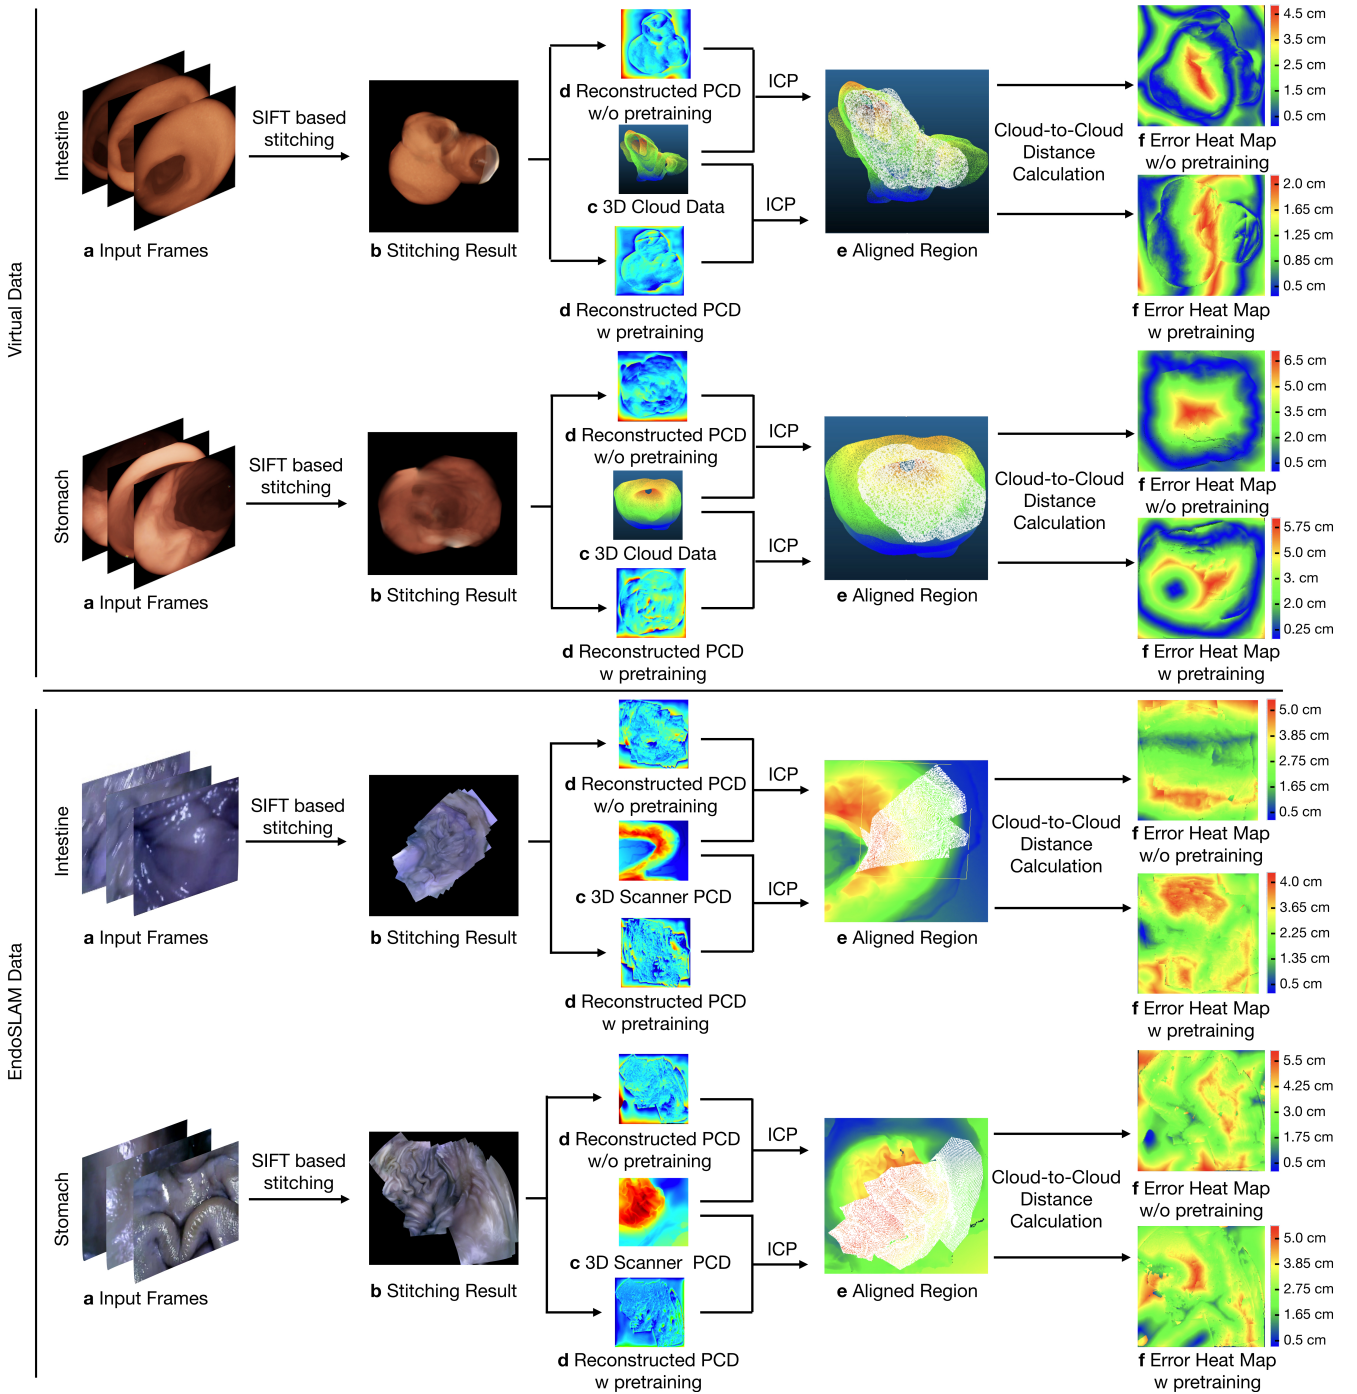 Virtual Data
Intestine
a Input Frames
SIFT based
stitching
b Stitching Result
d Reconstructed PCD
w/o pretraining
c 3D Cloud Data
d Reconstructed PCD
w pretraining
ICP
ICP
e Aligned Region
Cloud-to-Cloud
Distance
Calculation
4.5 cm
3.5 cm
2.5 cm
1.5 cm
0.5 cm
f Error Heat Map
w/o pretraining
2.0 cm
1.65 cm
1.25 cm
0.85 cm
0.5 cm
f Error Heat Map
w pretraining
Stomach
a Input Frames
SIFT based
stitching
b Stitching Result
d Reconstructed PCD
w/o pretraining
c 3D Cloud Data
d Reconstructed PCD
w pretraining
ICP
ICP
e Aligned Region
Cloud-to-Cloud
Distance
Calculation
6.5 cm
5.0 cm
3.5 cm
2.0 cm
0.5 cm
f Error Heat Map
w/o pretraining
5.75 cm
5.0 cm
3. cm
2.0 cm
0.25 cm
f Error Heat Map
w pretraining
EndoSLAM Data
Intestine
a Input Frames
SIFT based
stitching
b Stitching Result
d Reconstructed PCD
w/o pretraining
c 3D Scanner PCD
d Reconstructed PCD
w pretraining
ICP
ICP
e Aligned Region
Cloud-to-Cloud
Distance
Calculation
5.0 cm
3.85 cm
2.75 cm
1.65 cm
0.5 cm
f Error Heat Map
w/o pretraining
4.0 cm
3.65 cm
2.25 cm
1.35 cm
0.5 cm
f Error Heat Map
w pretraining
Stomach
a Input Frames
SIFT based
stitching
b Stitching Result
d Reconstructed PCD
w/o pretraining
c 3D Scanner PCD
d Reconstructed PCD
w pretraining
ICP
ICP
e Aligned Region
Cloud-to-Cloud
Distance
Calculation
5.5 cm
4.25 cm
3.0 cm
1.75 cm
0.5 cm
f Error Heat Map
w/o pretraining
5.0 cm
3.85 cm
2.75 cm
1.65 cm
0.5 cm
f Error Heat Map
w pretraining